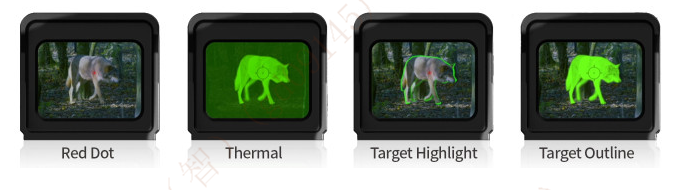 Red Dot
Thermal
Target Highlight
Target Outline